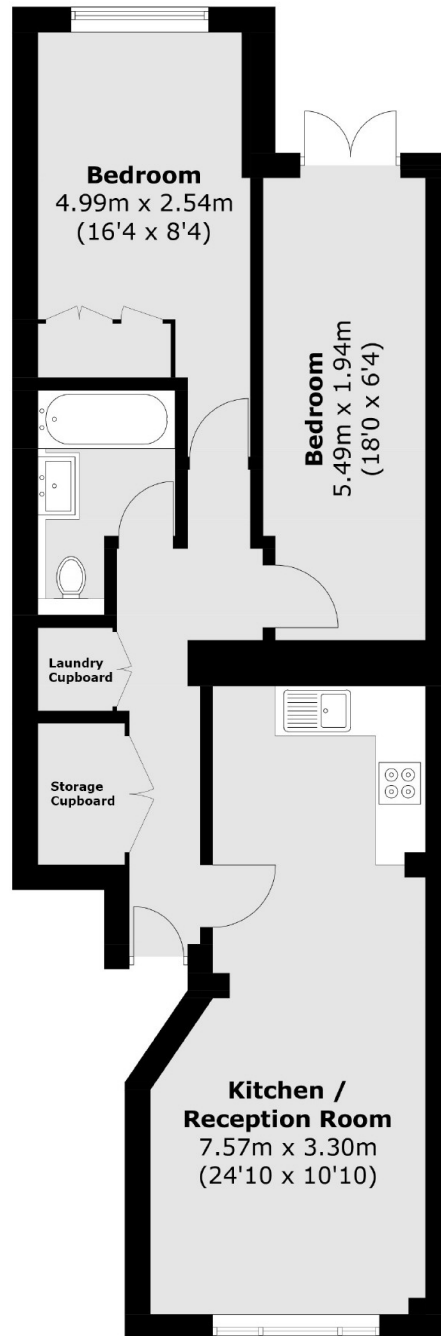 Bedroom
4.99m x 2.54m
(16'4 x 8'4)
Bedroom
5.49m x 1.94m
(18'0 x 6'4)
Laundry
Cupboard
Storage
Cupboard
Kitchen /
Reception Room
7.57m x 3.30m
(24'10 x 10'10)